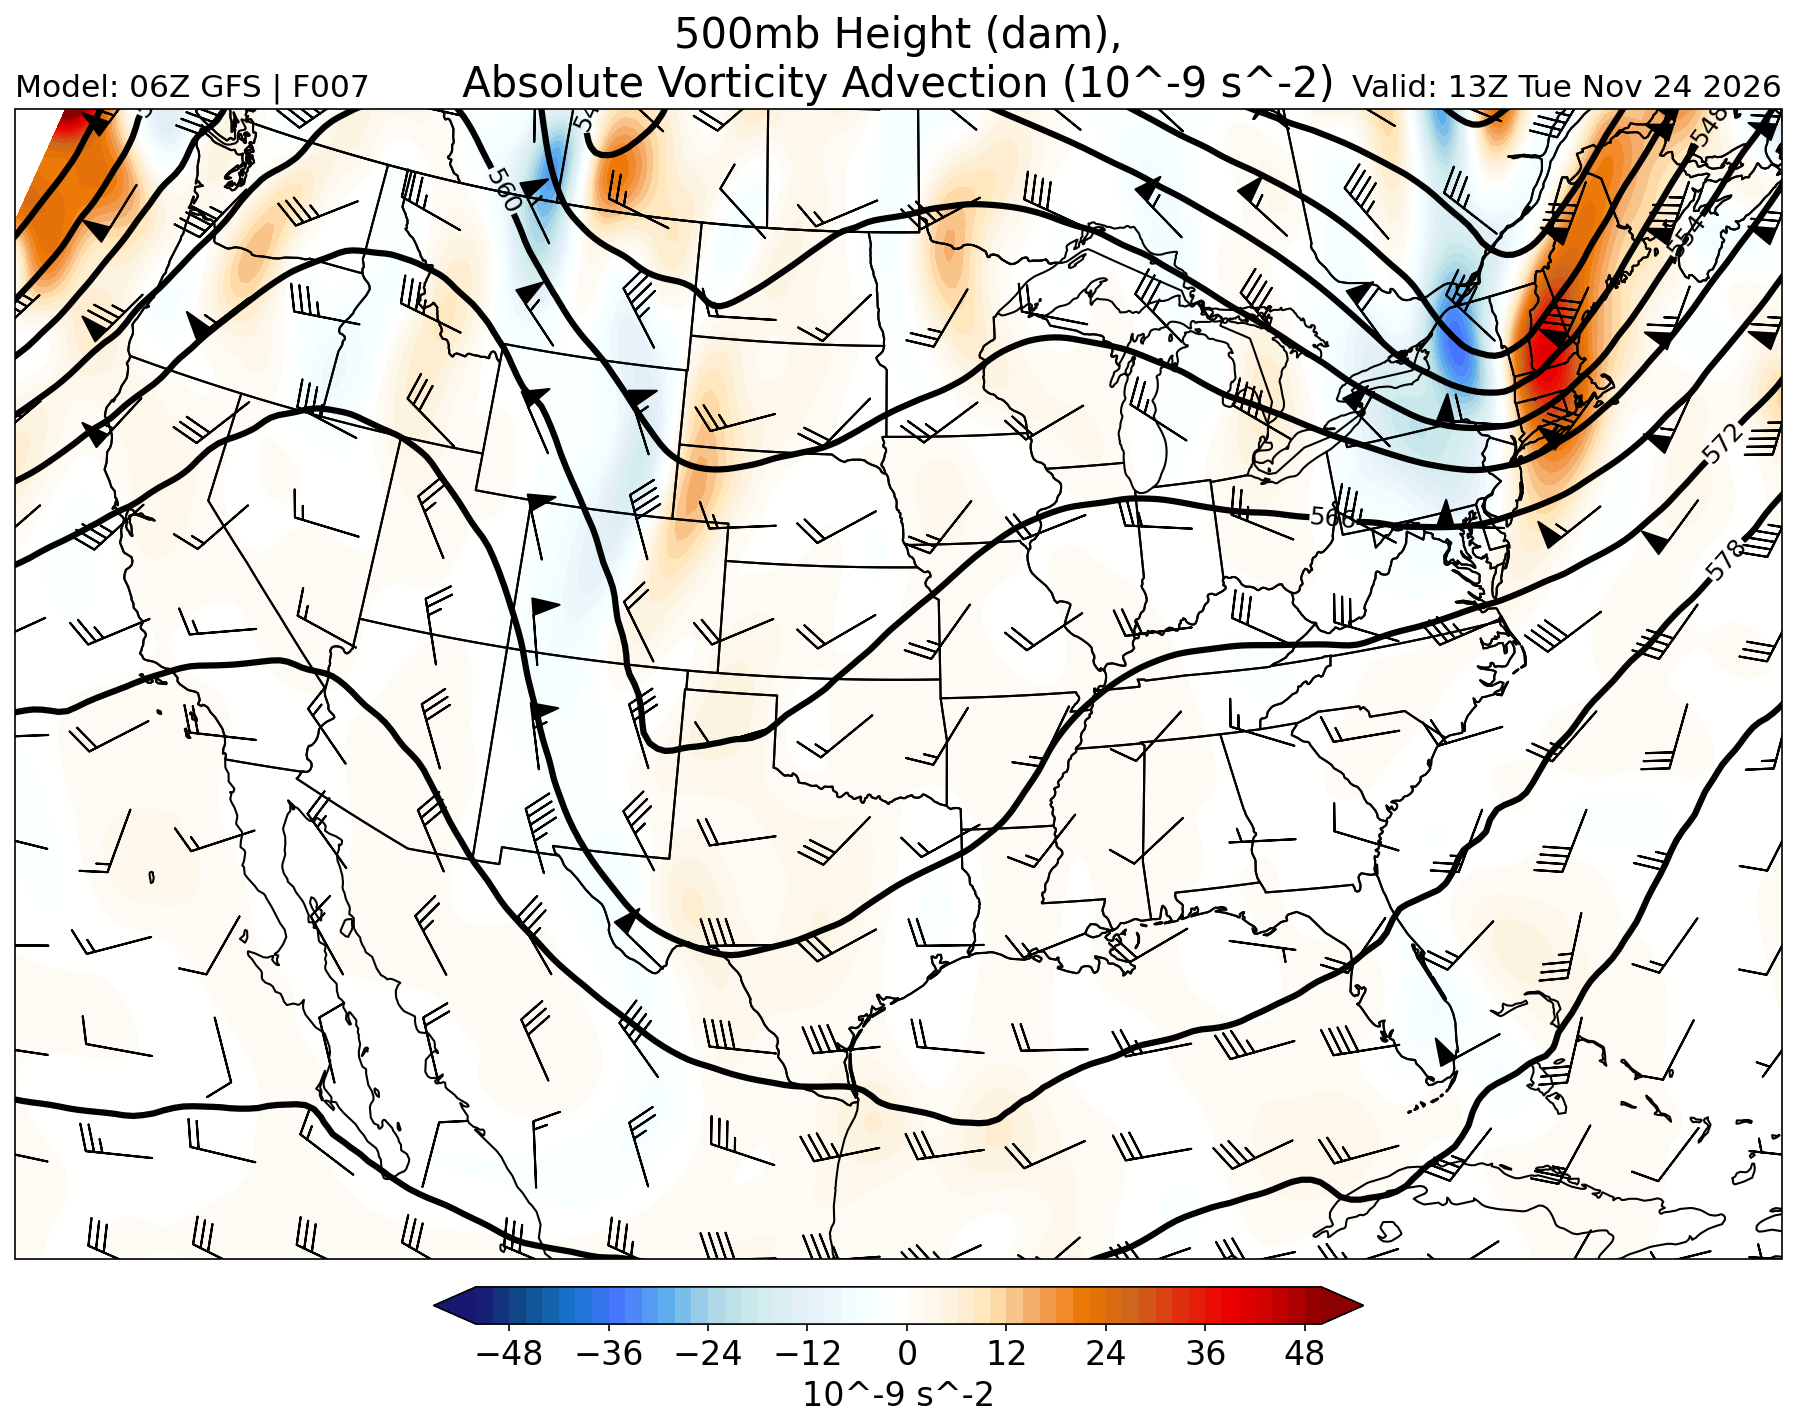 500mb Height (dam),
Model: 06Z GFS | F007
Absolute Vorticity Advection (10^-9 s^-2)
Valid: 13Z Tue Nov 24 2026
548
560
554
572
566
578
−48 −36 −24 −12 0 12 24 36 48
10^-9 s^-2